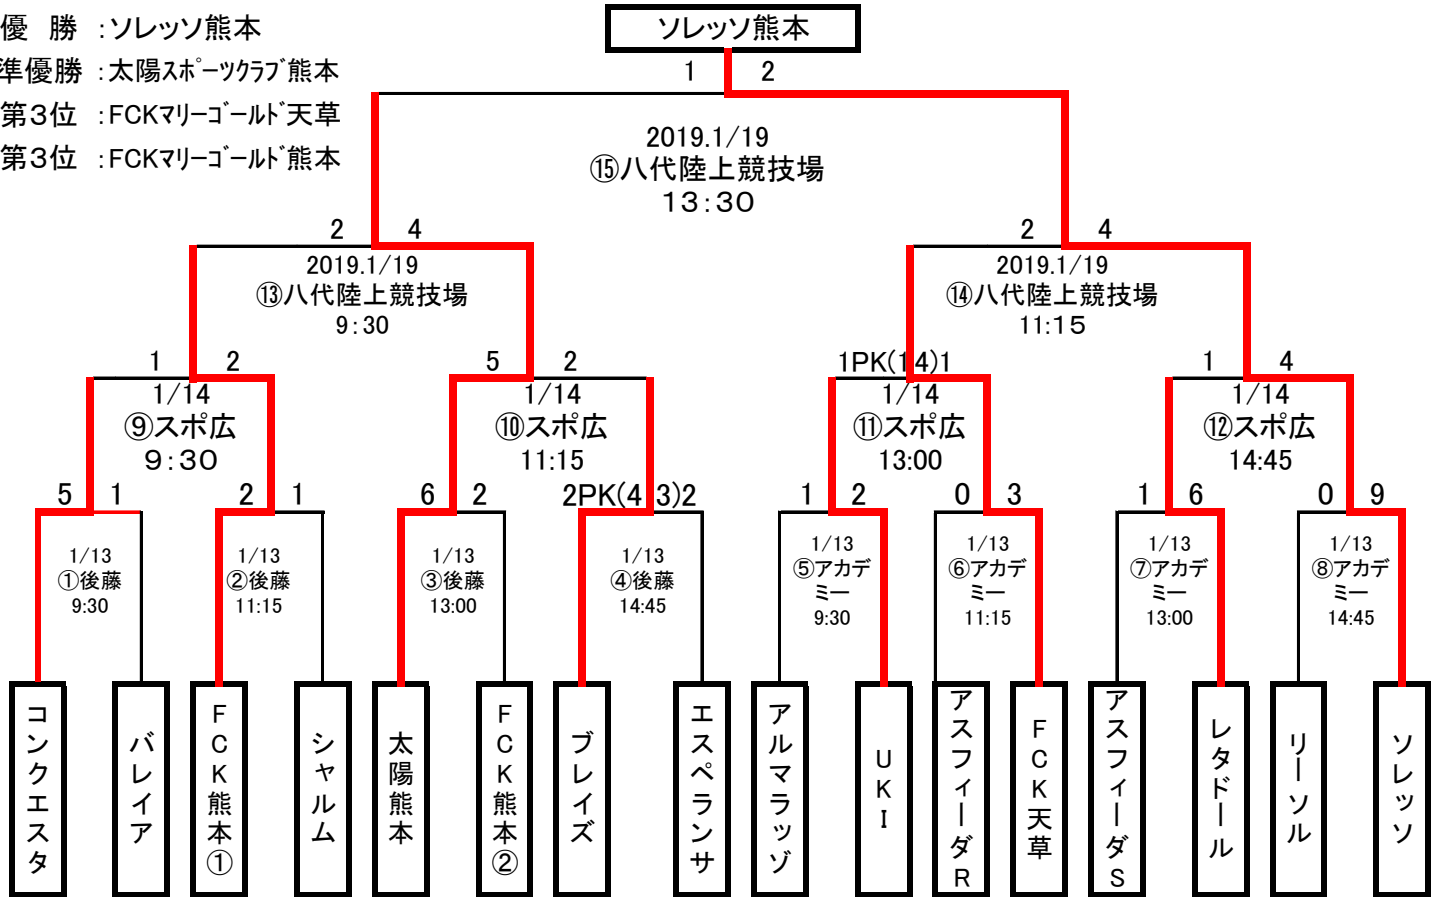 優 勝 :ソレッソ熊本
準優勝 :太陽スポーツクラブ熊本
第3位 :FCKマリーゴールド天草
第3位 :FCKマリーゴールド熊本
ソレッソ熊本
1 2
2019.1/19
⑮八代陸上競技場
13:30
2 4
2019.1/19
⑬八代陸上競技場
9:30
2 4
2019.1/19
⑭八代陸上競技場
11:15
1 2
1/14
⑨スポ広
9:30
5 2
1/14
⑩スポ広
11:15
1PK(14)1
1/14
⑪スポ広
13:00
1 4
1/14
⑫スポ広
14:45
5 1
1/13
①後藤
9:30
2 1
1/13
②後藤
11:15
6 2
1/13
③後藤
13:00
2PK(4 3)2
1/13
④後藤
14:45
1 2
1/13
⑤アカデ
ミー
9:30
0 3
1/13
⑥アカデ
ミー
11:15
1 6
1/13
⑦アカデ
ミー
13:00
0 9
1/13
⑧アカデ
ミー
14:45
コンクエスタ
バレイア
FCK熊本①
シャルム
太陽熊本
FCK熊本②
ブレイズ
エスペランサ
アルマラッゾ
UKI
アスフィーダR
FCK天草
アスフィーダS
レタドール
リーソル
ソレッソ